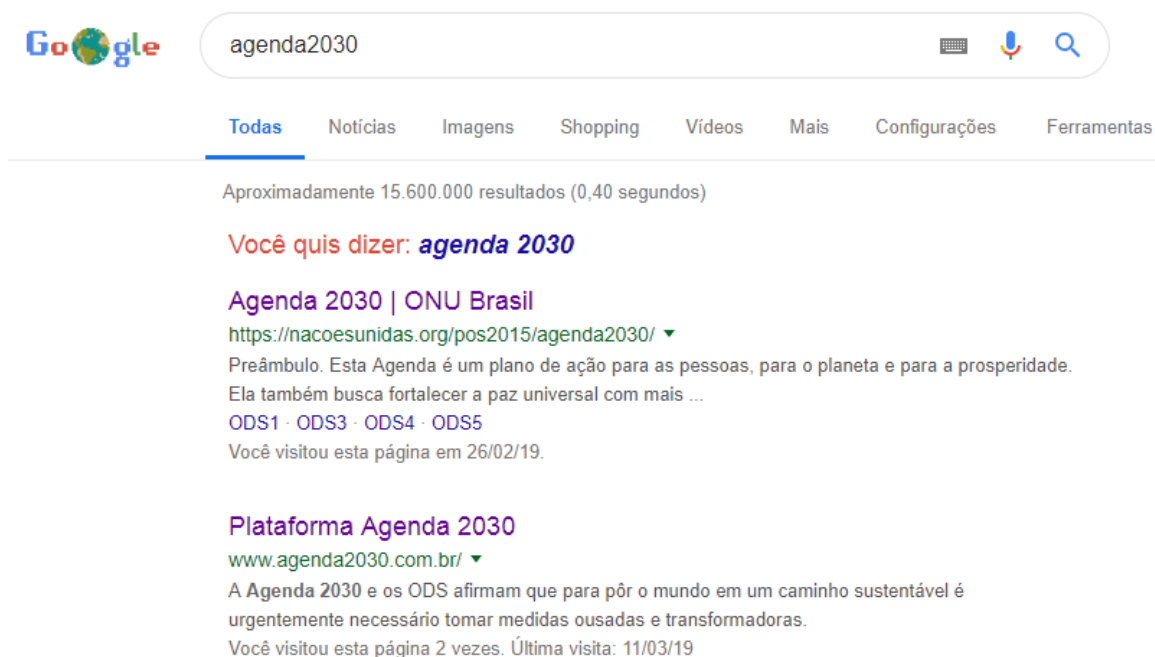 Google
agenda2030
Todas Notícias Imagens Shopping Vídeos Mais Configurações Ferramentas
Aproximadamente 15.600.000 resultados (0,40 segundos)
Você quis dizer: agenda 2030
Agenda 2030 | ONU Brasil
https://nacoesunidas.org/pos2015/agenda2030/
Preâmbulo. Esta Agenda é um plano de ação para as pessoas, para o planeta e para a prosperidade.
Ela também busca fortalecer a paz universal com mais ...
ODS1 · ODS3 · ODS4 · ODS5
Você visitou esta página em 26/02/19.
Plataforma Agenda 2030
www.agenda2030.com.br/
A Agenda 2030 e os ODS afirmam que para pôr o mundo em um caminho sustentável é
urgentemente necessário tomar medidas ousadas e transformadoras.
Você visitou esta página 2 vezes. Última visita: 11/03/19